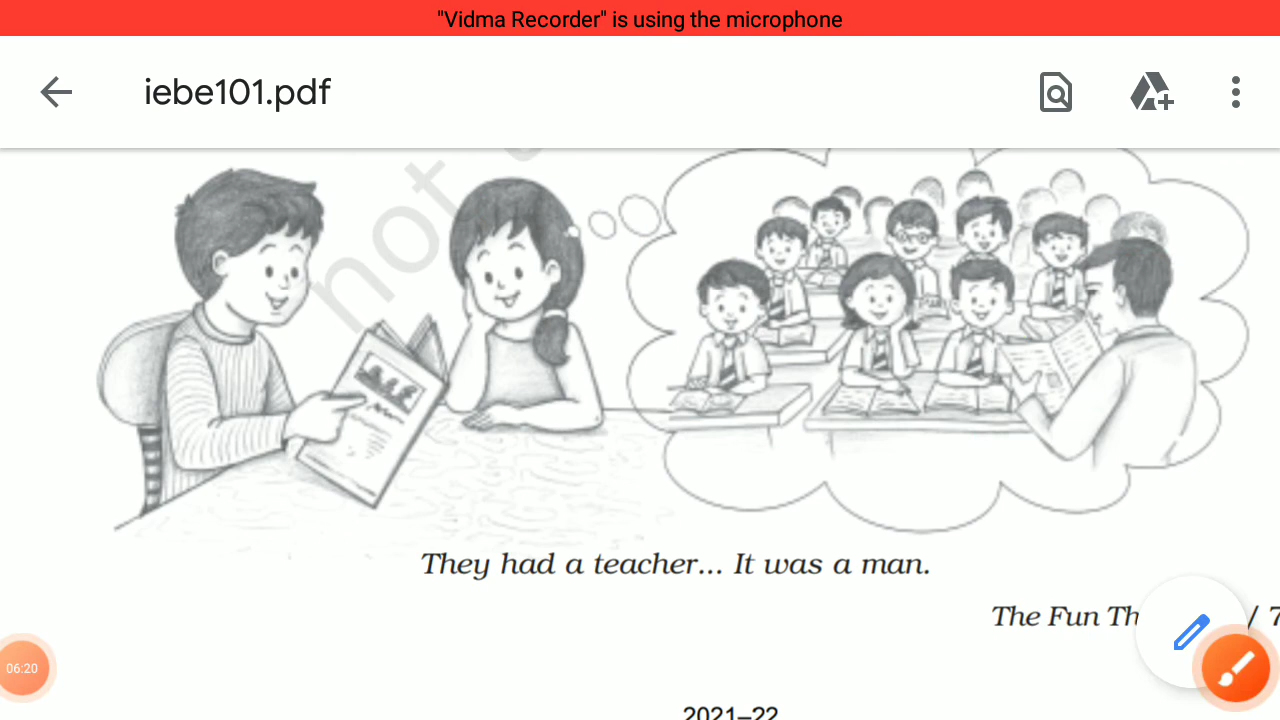 "Vidma Recorder" is using the microphone
iebe101.pdf
not
They had a teacher... It was a man.
The Fun Th / 7
06:20
2021–22